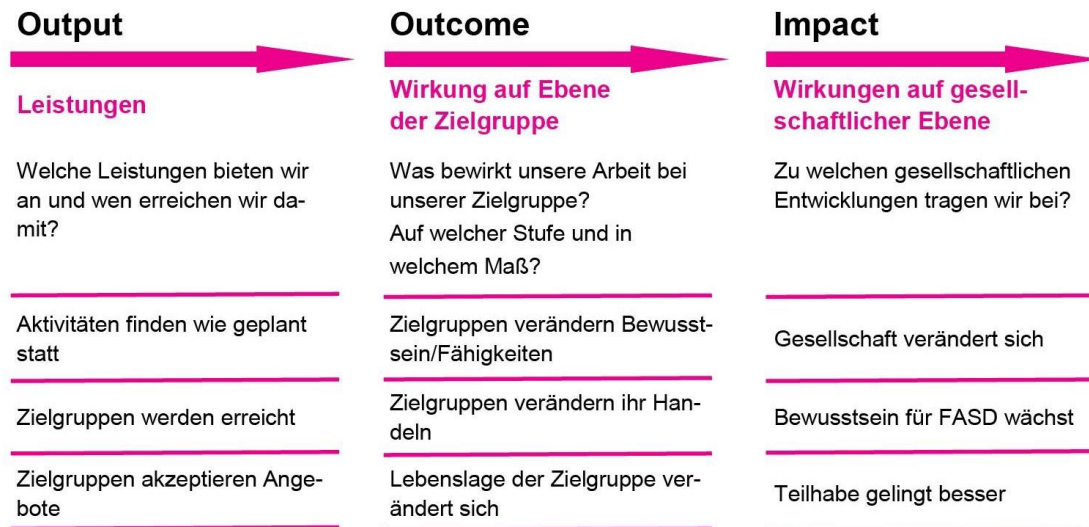 Output
Leistungen
Welche Leistungen bieten wir
an und wen erreichen wir da-
mit?
Aktivitäten finden wie geplant
statt
Zielgruppen werden erreicht
Zielgruppen akzeptieren Ange-
bote
Outcome
Wirkung auf Ebene
der Zielgruppe
Was bewirkt unsere Arbeit bei
unserer Zielgruppe?
Auf welcher Stufe und in
welchem Maß?
Zielgruppen verändern Bewusst-
sein/Fähigkeiten
Zielgruppen verändern ihr Han-
deln
Lebenslage der Zielgruppe ver-
ändert sich
Impact
Wirkungen auf gesell-
schaftlicher Ebene
Zu welchen gesellschaftlichen
Entwicklungen tragen wir bei?
Gesellschaft verändert sich
Bewusstsein für FASD wächst
Teilhabe gelingt besser